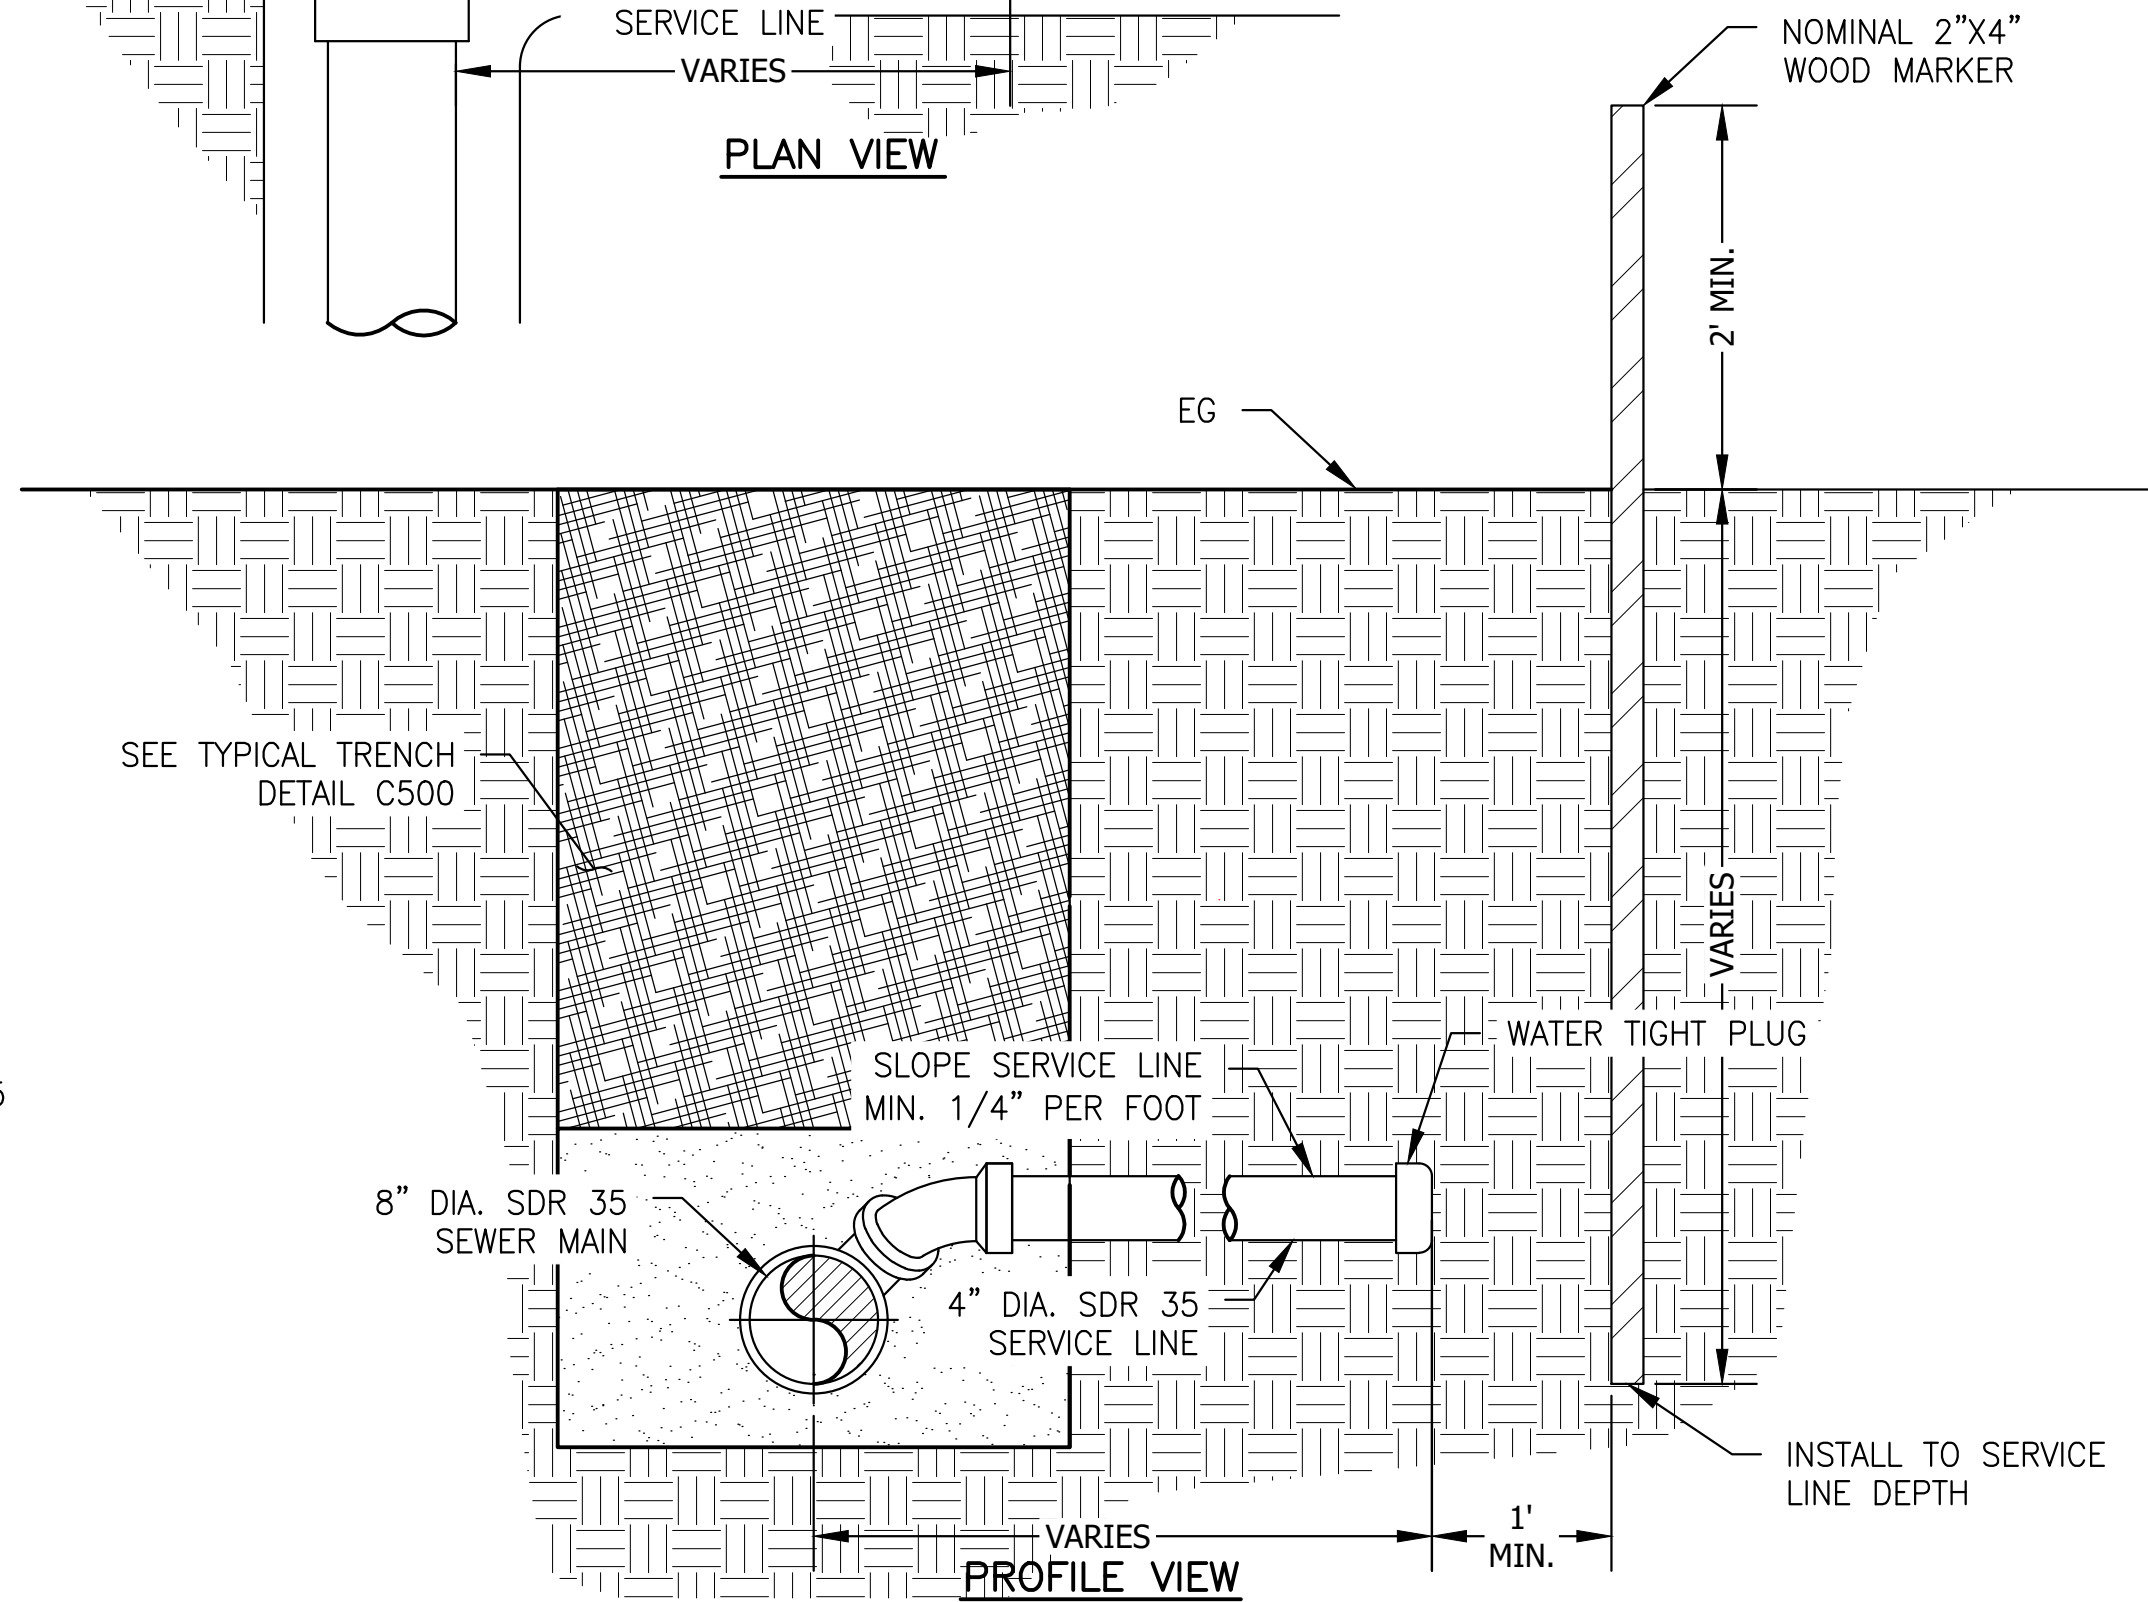 SERVICE LINE
VARIES
PLAN VIEW
NOMINAL 2”X4”
WOOD MARKER
2' MIN.
EG
SEE TYPICAL TRENCH
DETAIL C500
VARIES
WATER TIGHT PLUG
SLOPE SERVICE LINE
MIN. 1/4” PER FOOT
8” DIA. SDR 35
SEWER MAIN
4” DIA. SDR 35
SERVICE LINE
INSTALL TO SERVICE
LINE DEPTH
VARIES
1'
MIN.
PROFILE VIEW